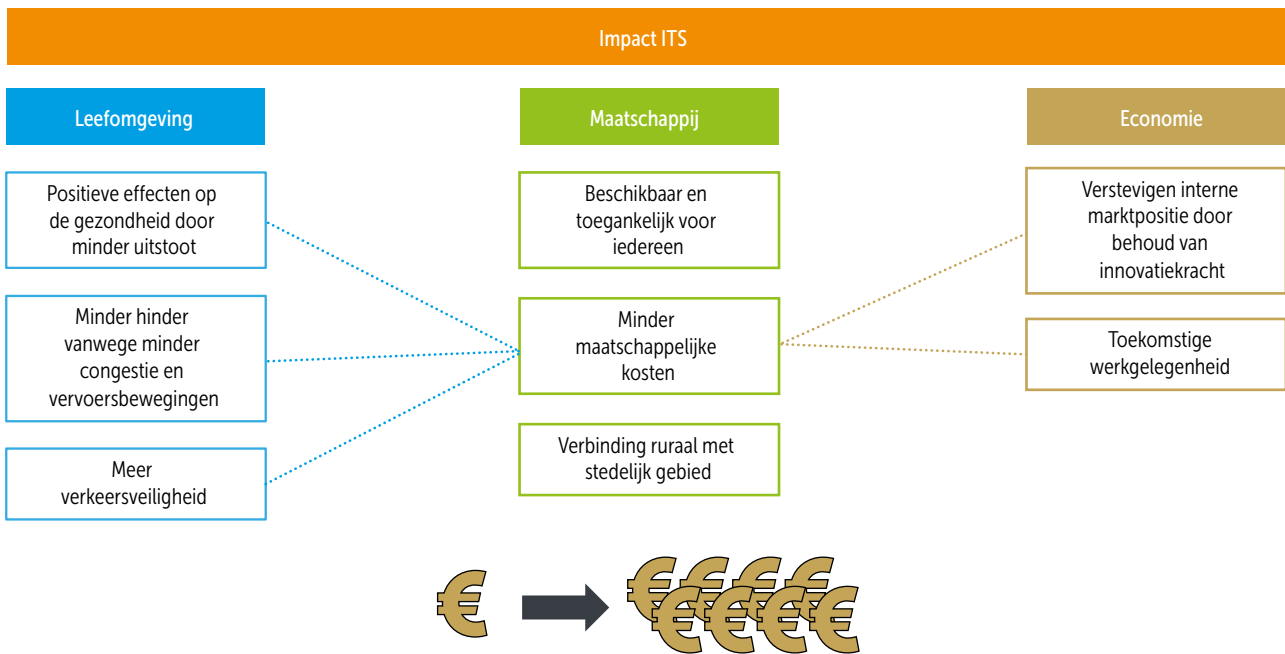 Impact ITS
Leefomgeving
Positieve effecten op
de gezondheid door
minder uitstoot
Minder hinder
vanwege minder
congestie en
vervoersbewegingen
Meer
verkeersveiligheid
Maatschappij
Beschikbaar en
toegankelijk voor
iedereen
Minder
maatschappelijke
kosten
Verbinding ruraal met
stedelijk gebied
Economie
Verstevigen interne
marktpositie door
behoud van
innovatiekracht
Toekomstige
werkgelegenheid
€
€€€€
€€€€